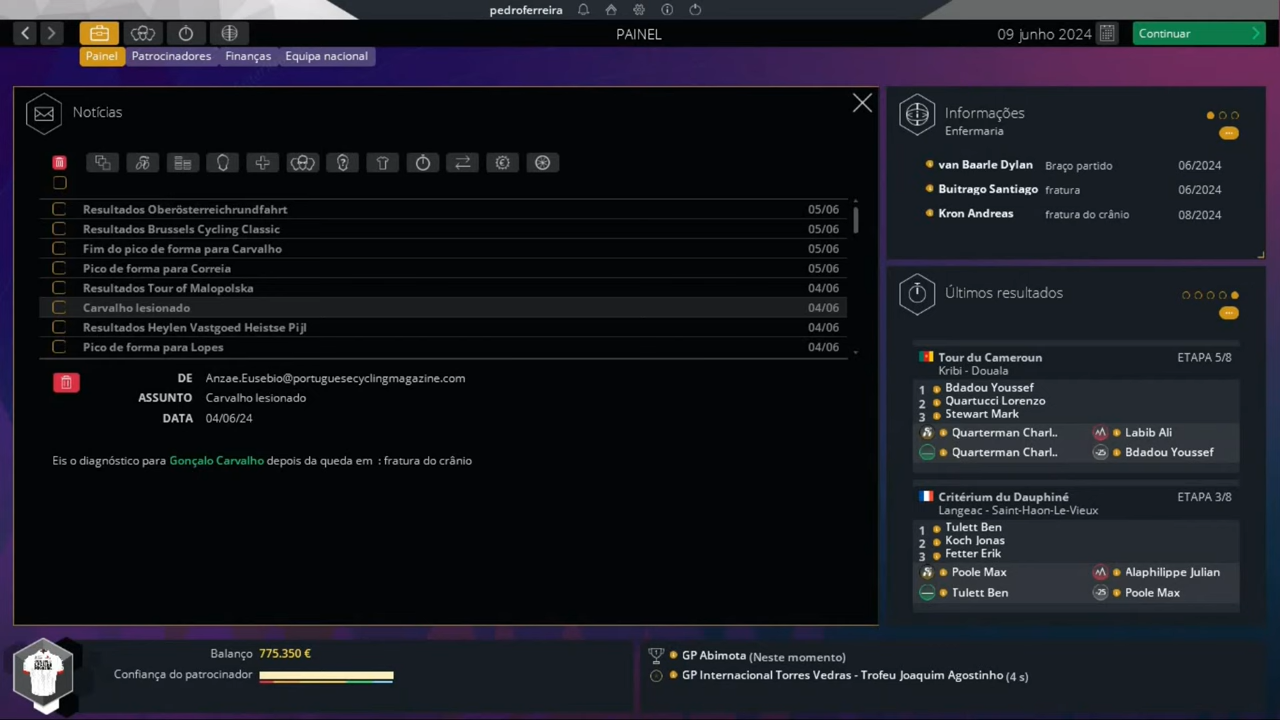 pedroferreira
PAINEL
09 junho 2024
Continuar
Painel
Patrocinadores
Finanças
Equipa nacional
Notícias
Resultados Oberösterreichrundfahrt 05/06
Resultados Brussels Cycling Classic 05/06
Fim do pico de forma para Carvalho 05/06
Pico de forma para Correia 05/06
Resultados Tour of Malopolska 04/06
Carvalho lesionado 04/06
Resultados Heylen Vastgoed Heistse Pijl 04/06
Pico de forma para Lopes 04/06
DE Anzae.Eusebio@portuguesecyclingmagazine.com
ASSUNTO Carvalho lesionado
DATA 04/06/24
Eis o diagnóstico para Gonçalo Carvalho depois da queda em : fratura do crânio
Informações
Enfermaria
van Baarle Dylan Braço partido 06/2024
Buitrago Santiago fratura 06/2024
Kron Andreas fratura do crânio 08/2024
Últimos resultados
Tour du Cameroun ETAPA 5/8
Kribi - Douala
1 Bdadou Youssef
2 Quartucci Lorenzo
3 Stewart Mark
Quarterman Charl.. Labib Ali
Quarterman Charl.. -25 Bdadou Youssef
Critérium du Dauphiné ETAPA 3/8
Langeac - Saint-Haon-Le-Vieux
1 Tulett Ben
2 Koch Jonas
3 Fetter Erik
Poole Max Alaphilippe Julian
Tulett Ben -25 Poole Max
Balanço 775.350 €
Confiança do patrocinador
GP Abimota (Neste momento)
GP Internacional Torres Vedras - Trofeu Joaquim Agostinho (4 s)